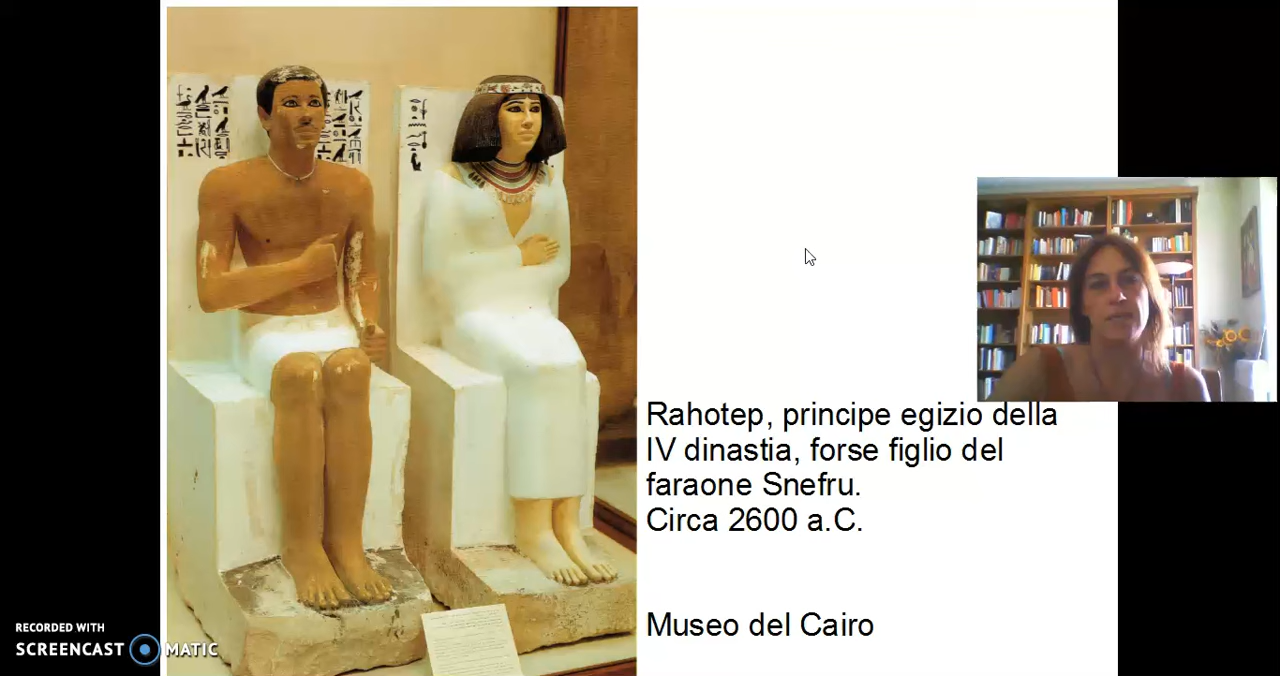 Rahotep, principe egizio della
IV dinastia, forse figlio del
faraone Snefru.
Circa 2600 a.C.
Museo del Cairo
RECORDED WITH
SCREENCAST MATIC